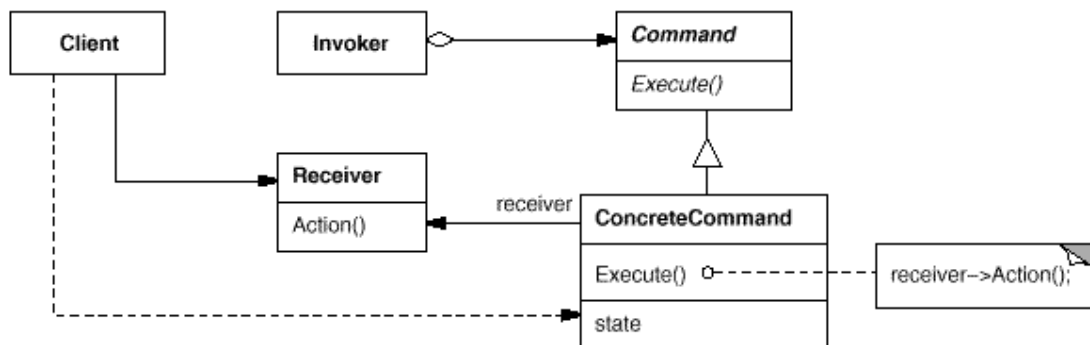 Client
Invoker
Command
Execute()
Receiver
Action()
receiver
ConcreteCommand
Execute()
receiver->Action();
state